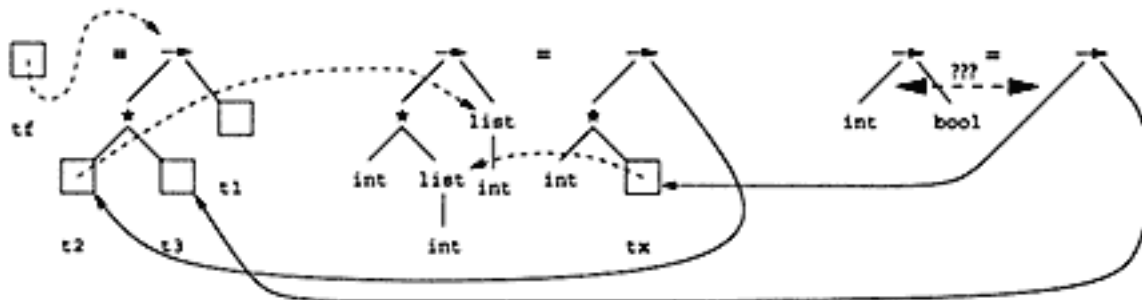 = → → = → → ??? = →
tf * * list * int bool
t1 int list int int
t2 t3 int tx